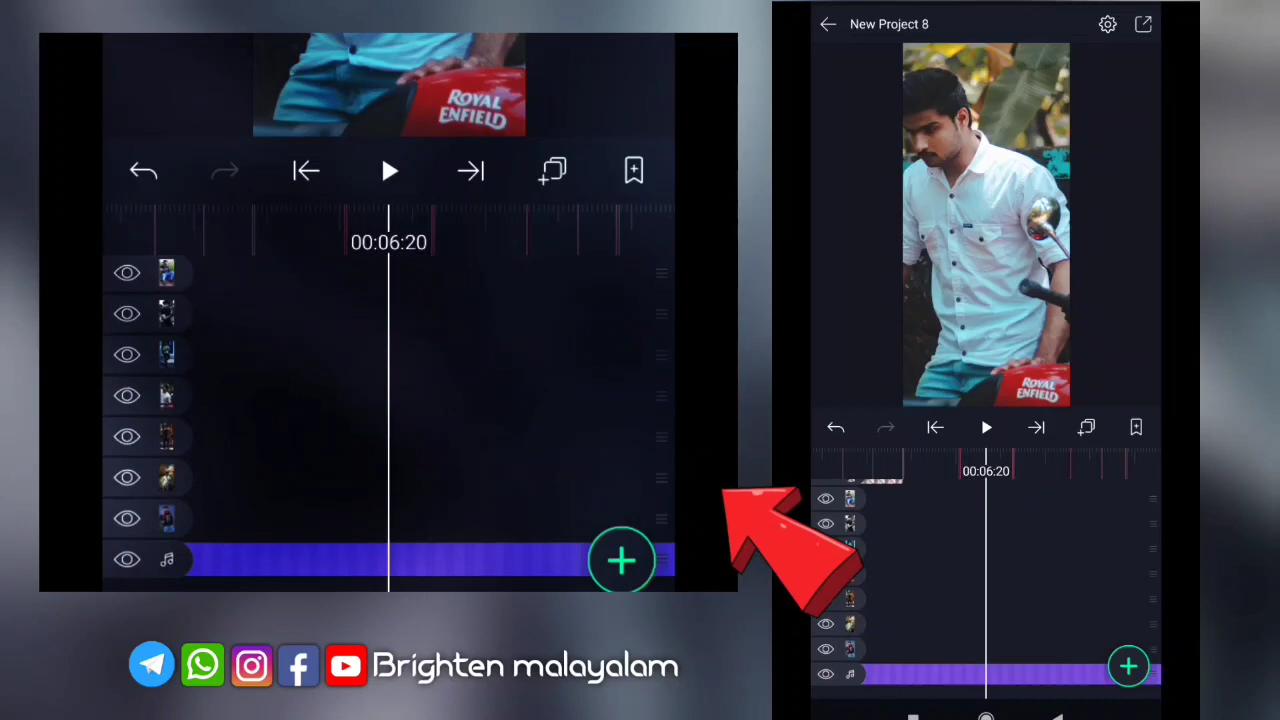 ROYAL
ENFIELD
00:06:20
Brighten malayalam
New Project 8
ROYAL
ENFIELD
00:06:20